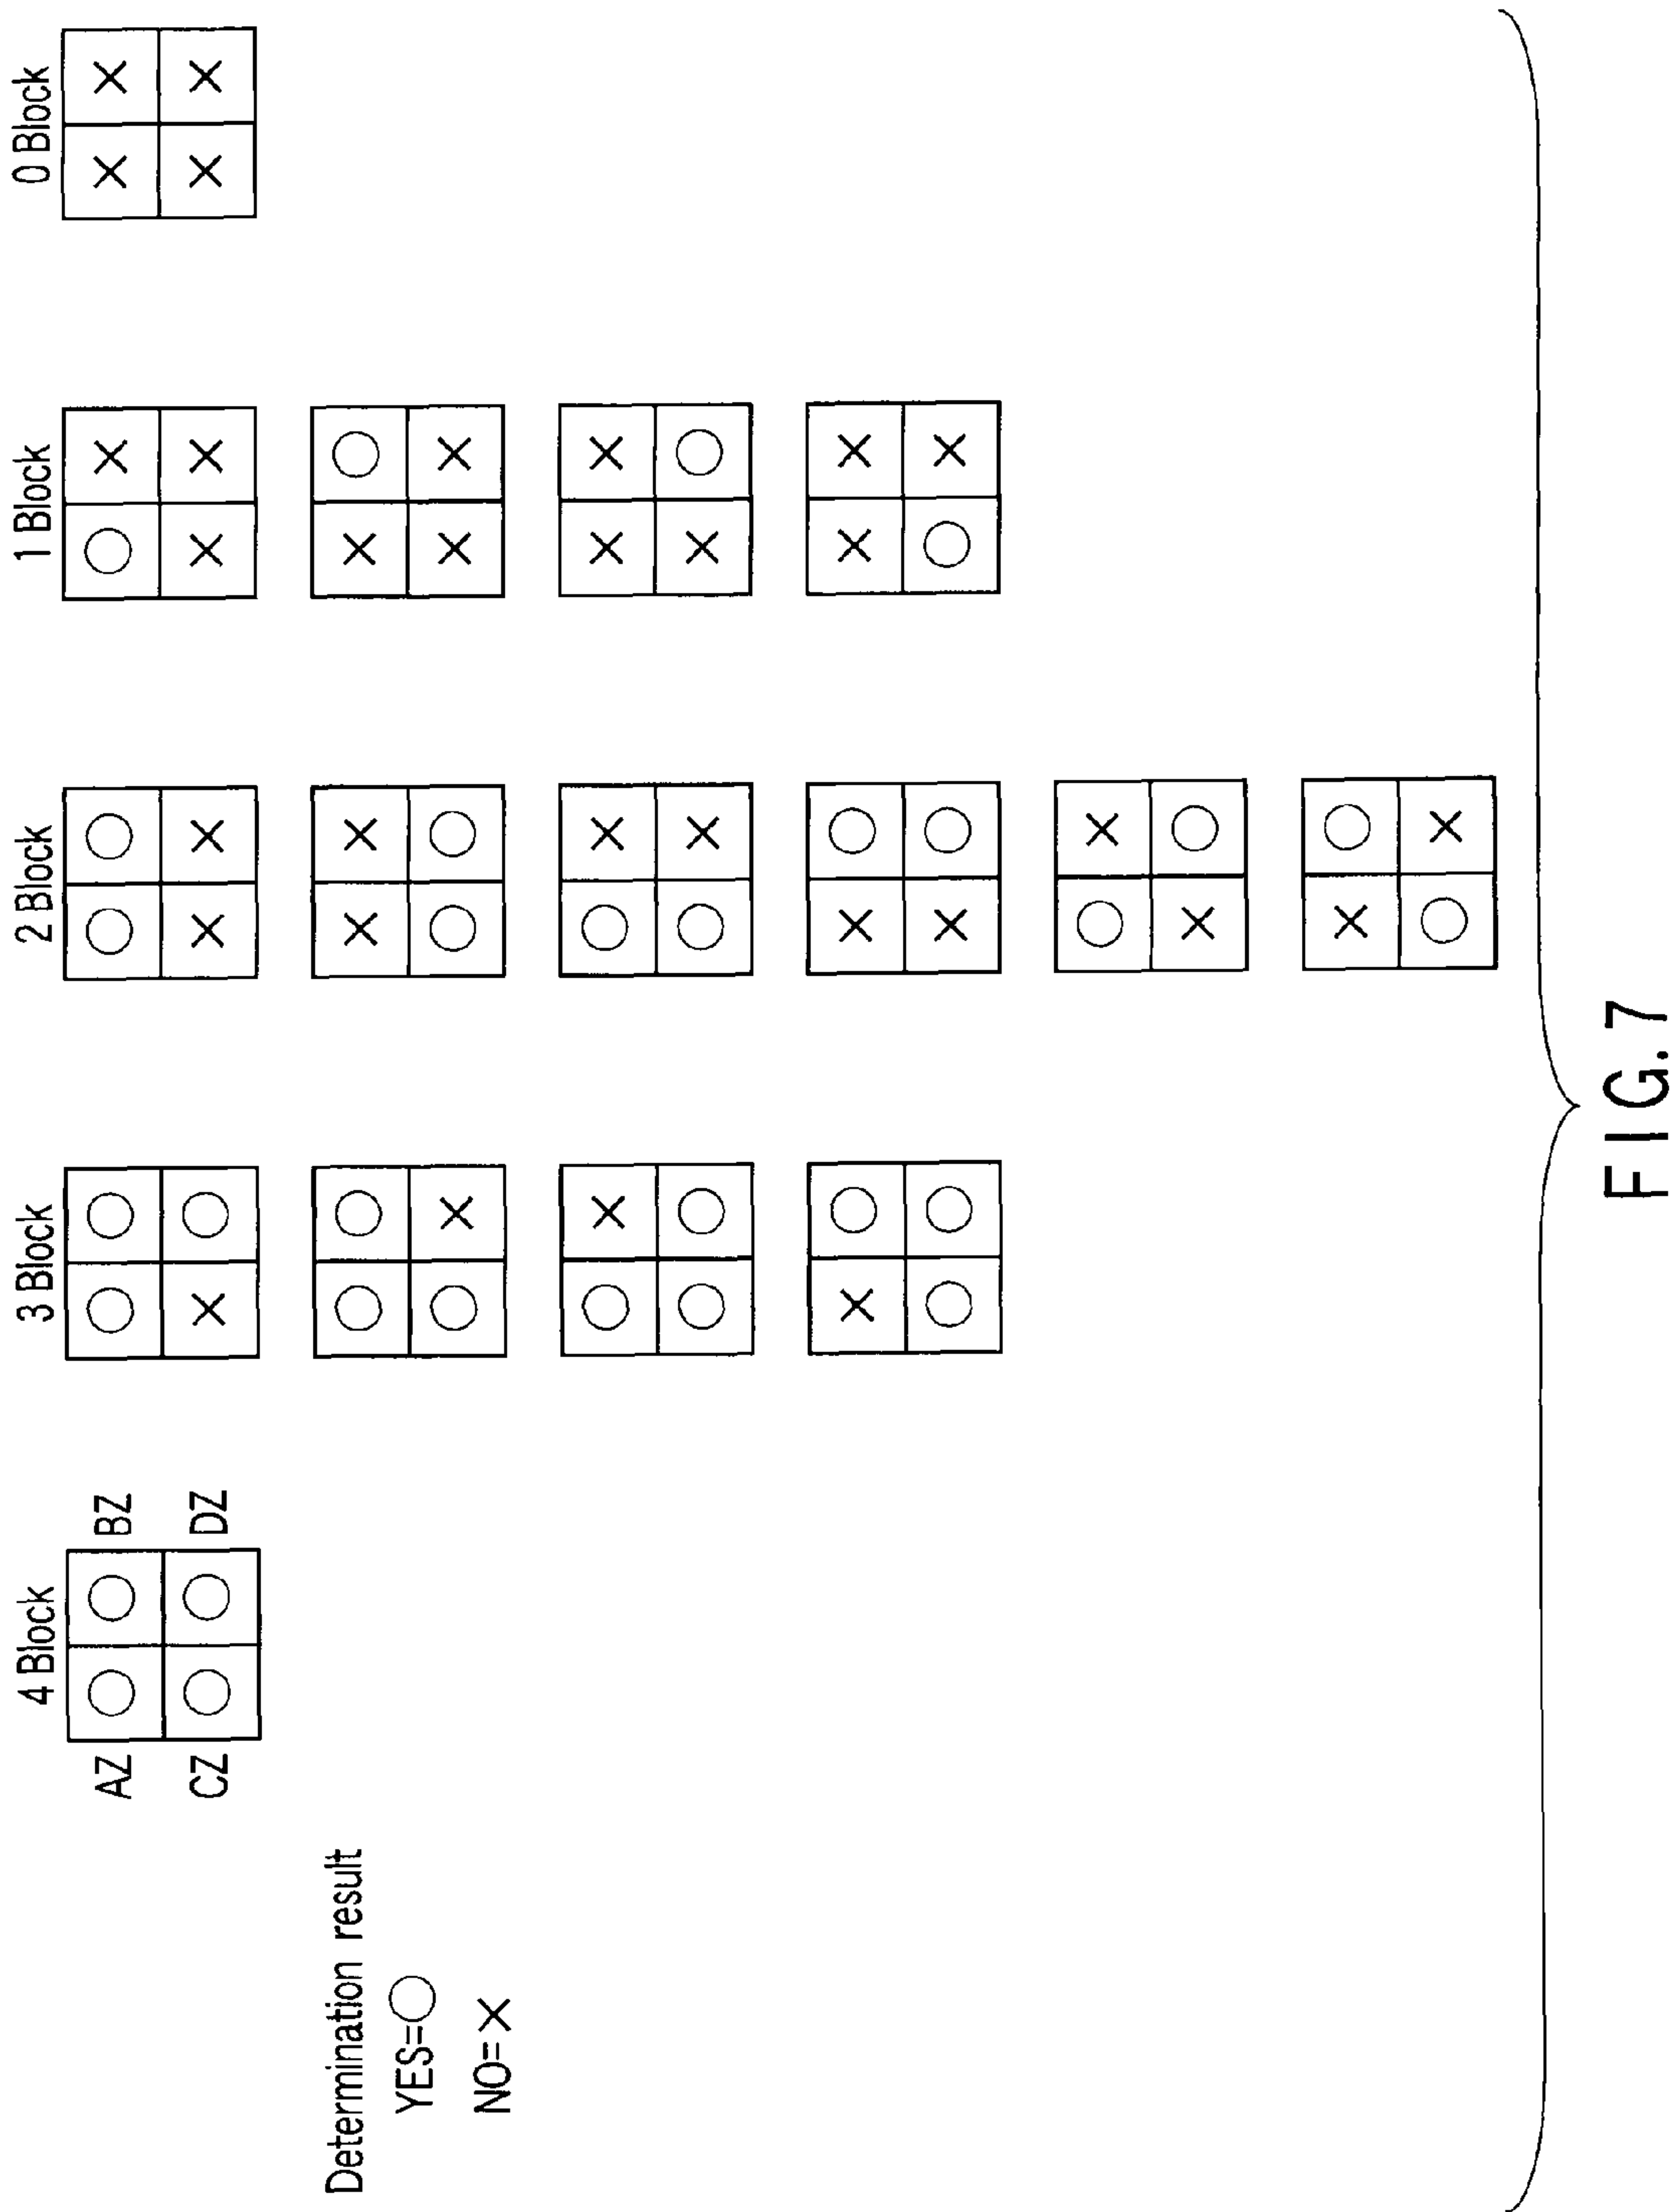 4 Block
3 Block
2 Block
1 Block
0 Block
AZ
BZ
CZ
DZ
Determination result
YES=○
NO=×
FIG.7